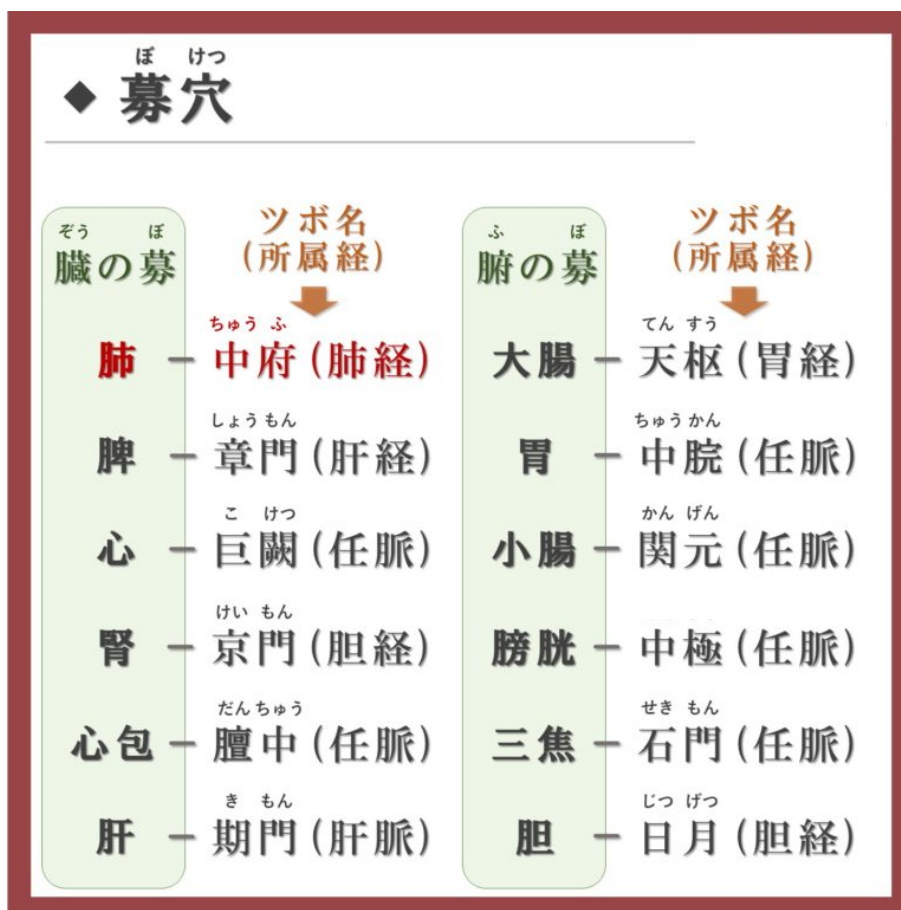 ぼ けつ
◆ 募穴
ぞう ぼ
臓の募
ツボ名
(所属経)
ちゅう ふ
肺 − 中府(肺経)
しょう もん
脾 − 章門(肝経)
こ けつ
心 − 巨闕(任脈)
けい もん
腎 − 京門(胆経)
だん ちゅう
心包 − 膻中(任脈)
き もん
肝 − 期門(肝脈)
ふ ぼ
腑の募
ツボ名
(所属経)
てん すう
大腸 − 天枢(胃経)
ちゅう かん
胃 − 中脘(任脈)
かん げん
小腸 − 関元(任脈)
膀胱 − 中極(任脈)
せき もん
三焦 − 石門(任脈)
じつ げつ
胆 − 日月(胆経)